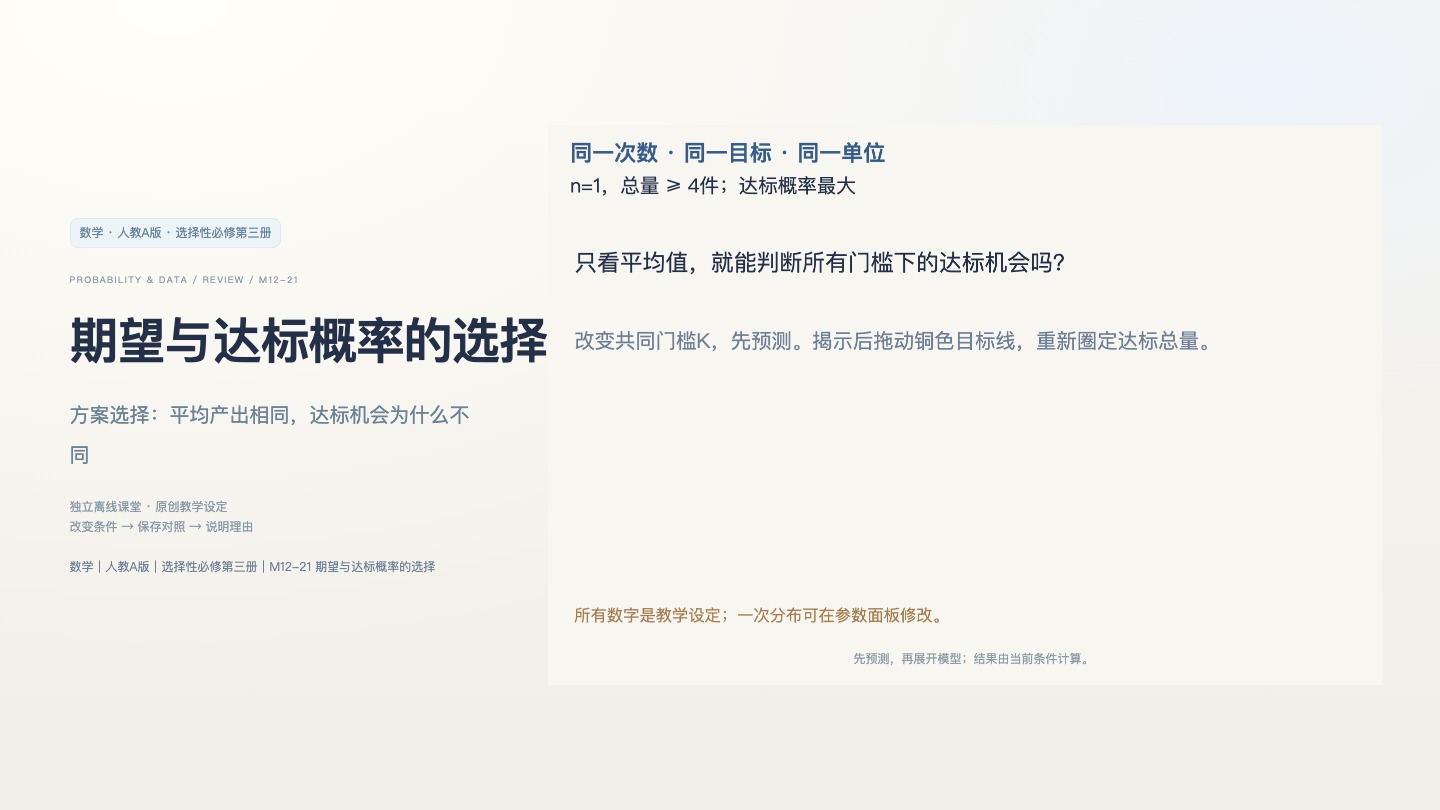 数学 · 人教A版 · 选择性必修第三册
PROBABILITY & DATA / REVIEW / M12-21
期望与达标概率的选择
方案选择：平均产出相同，达标机会为什么不
同
独立离线课堂 · 原创教学设定
改变条件 → 保存对照 → 说明理由
数学｜人教A版｜选择性必修第三册｜M12-21 期望与达标概率的选择
同一次数 · 同一目标 · 同一单位
n=1，总量 ≥ 4件；达标概率最大
只看平均值，就能判断所有门槛下的达标机会吗？
改变共同门槛K，先预测。揭示后拖动铜色目标线，重新圈定达标总量。
所有数字是教学设定；一次分布可在参数面板修改。
先预测，再展开模型；结果由当前条件计算。